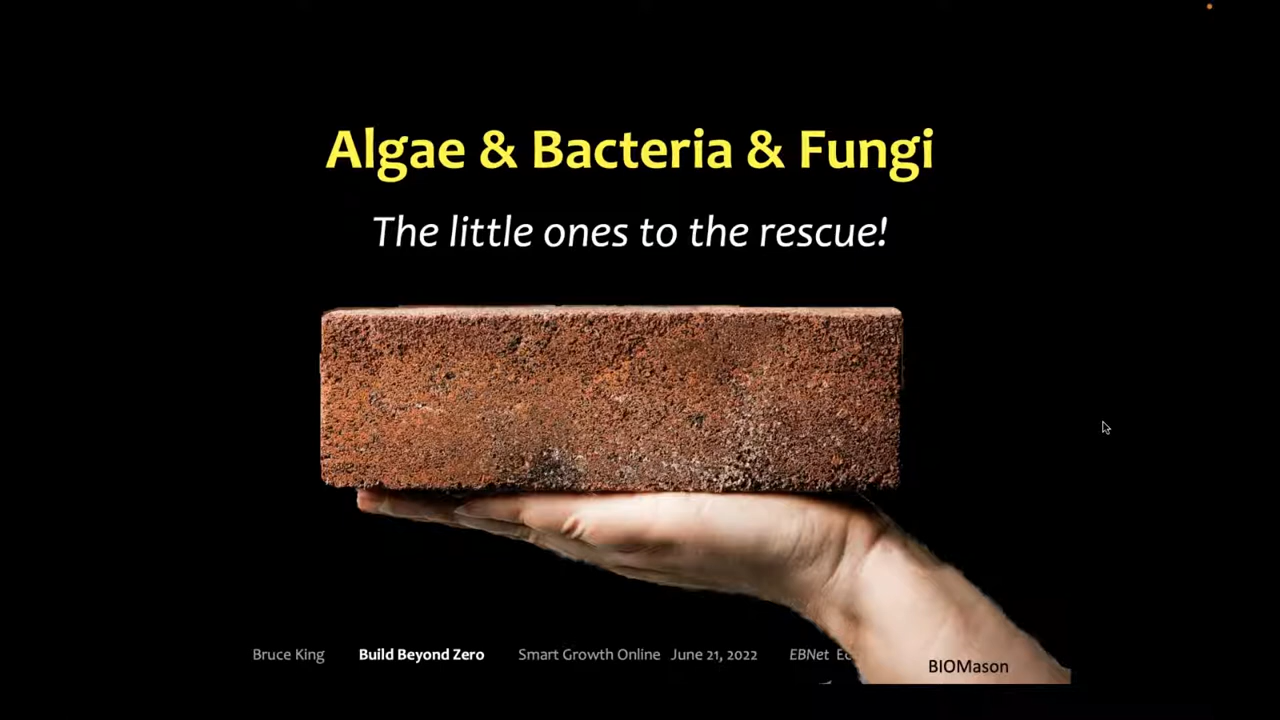 Algae & Bacteria & Fungi
The little ones to the rescue!
Bruce King Build Beyond Zero Smart Growth Online June 21, 2022 EBNet
BIOMason